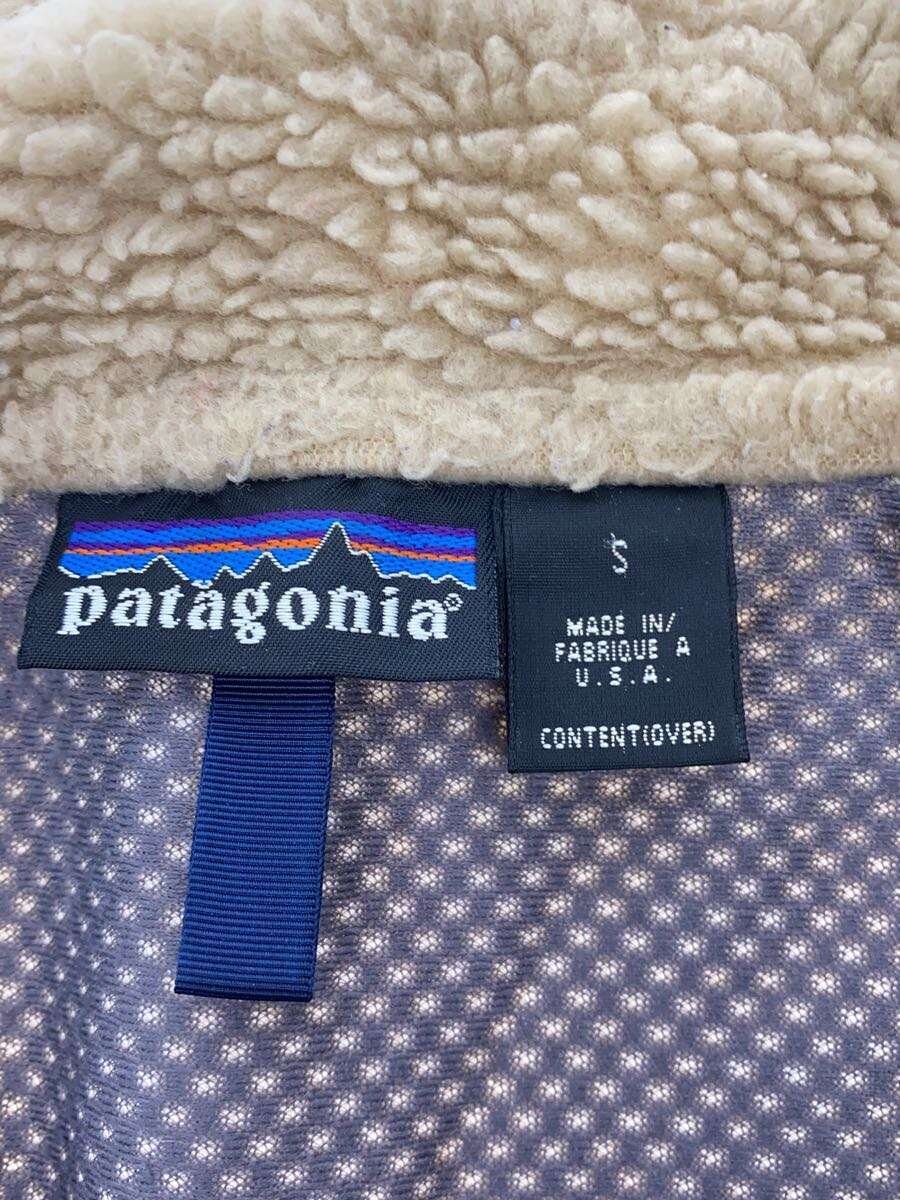 patagonia®
S
MADE IN/
FABRIQUE A
U.S.A.
CONTENT(OVER)